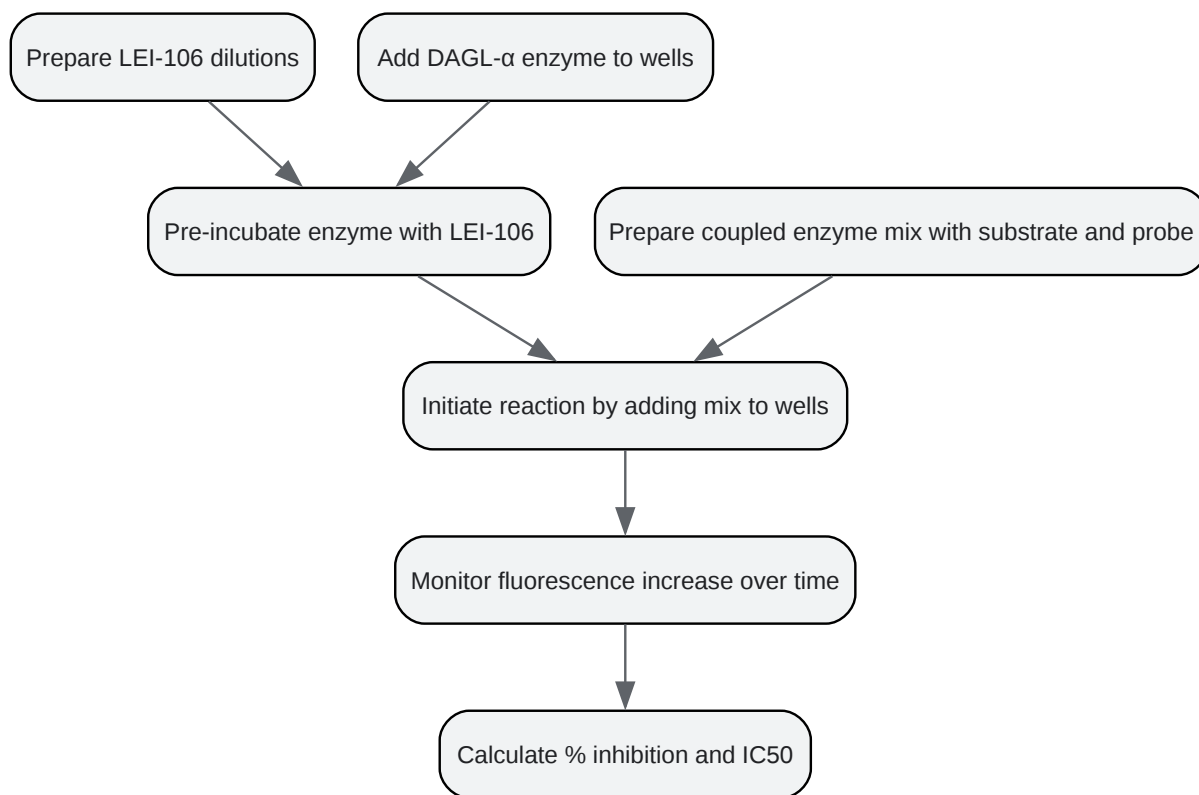 Prepare LEI-106 dilutions
Add DAGL-α enzyme to wells
Pre-incubate enzyme with LEI-106
Prepare coupled enzyme mix with substrate and probe
Initiate reaction by adding mix to wells
Monitor fluorescence increase over time
Calculate % inhibition and IC50